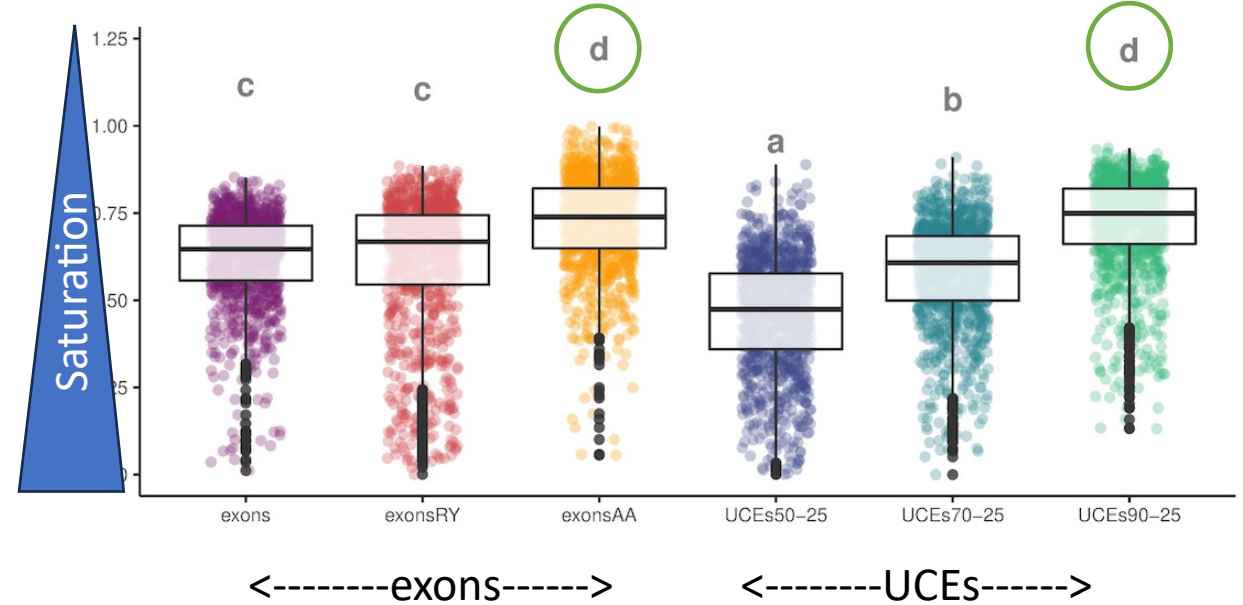 1.25
d d
c c b
1.00
a
0.75
Saturation
.50
25
0
exons exonsRY exonsAA UCEs50–25 UCEs70–25 UCEs90–25
<--------exons------> <--------UCEs------>